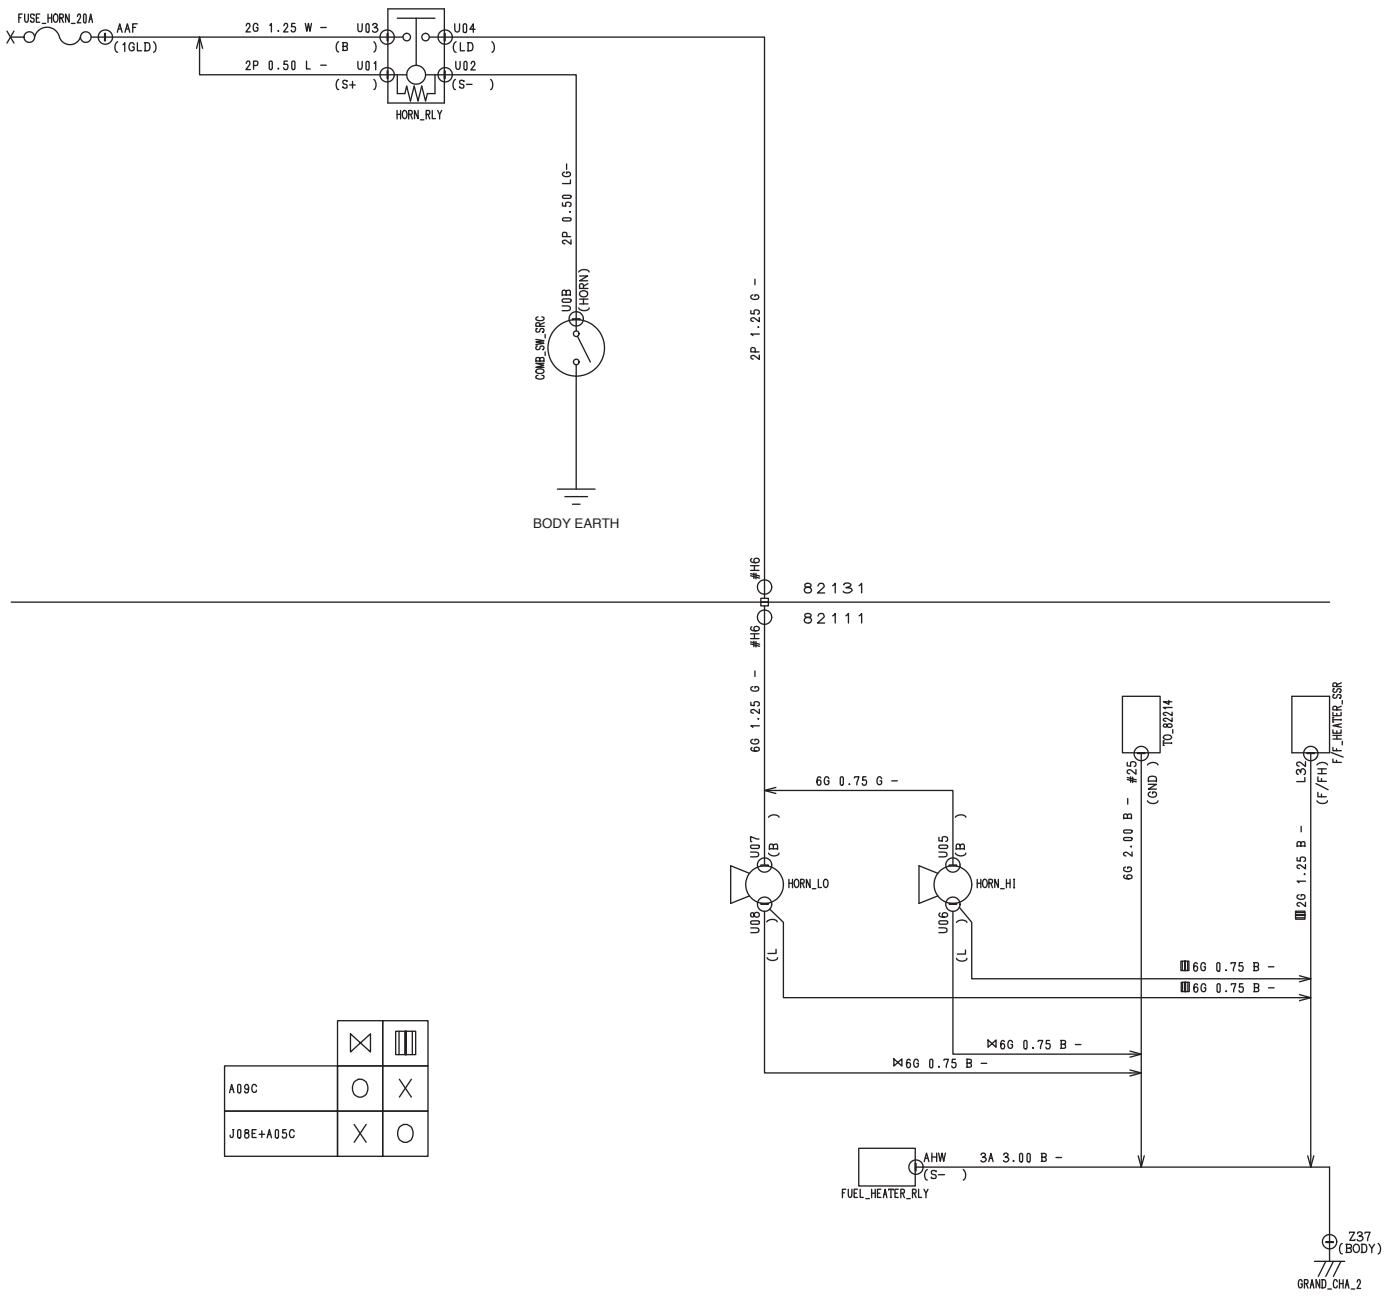 FUSE_HORN_20A
AAF
(1GLD)
2G 1.25 W -
U03
(B )
U04
(LD )
2P 0.50 L -
U01
(S+ )
U02
(S- )
HORN_RLY
2P 0.50 LG-
U0B
(HORN)
COMB_SW_SRC
BODY EARTH
2P 1.25 G -
#H6
82131
82111
#H6
6G 1.25 G -
6G 0.75 G -
U07
(B )
HORN_LO
U08
(L )
U05
(B )
HORN_HI
U06
(L )
TO_82214
#25
(GND )
6G 2.00 B -
F/F_HEATER_SSR
L32
(F/FH)
2G 1.25 B -
6G 0.75 B -
6G 0.75 B -
6G 0.75 B -
6G 0.75 B -
A09C O X
J08E+A05C X O
AHW
(S- )
3A 3.00 B -
FUEL_HEATER_RLY
Z37
(BODY)
GRAND_CHA_2